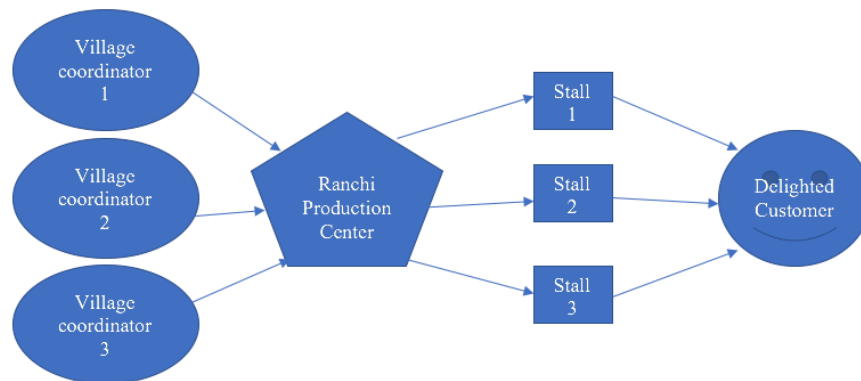 Village
coordinator
1
Village
coordinator
2
Village
coordinator
3
Ranchi
Production
Center
Stall
1
Stall
2
Stall
3
Delighted
Customer